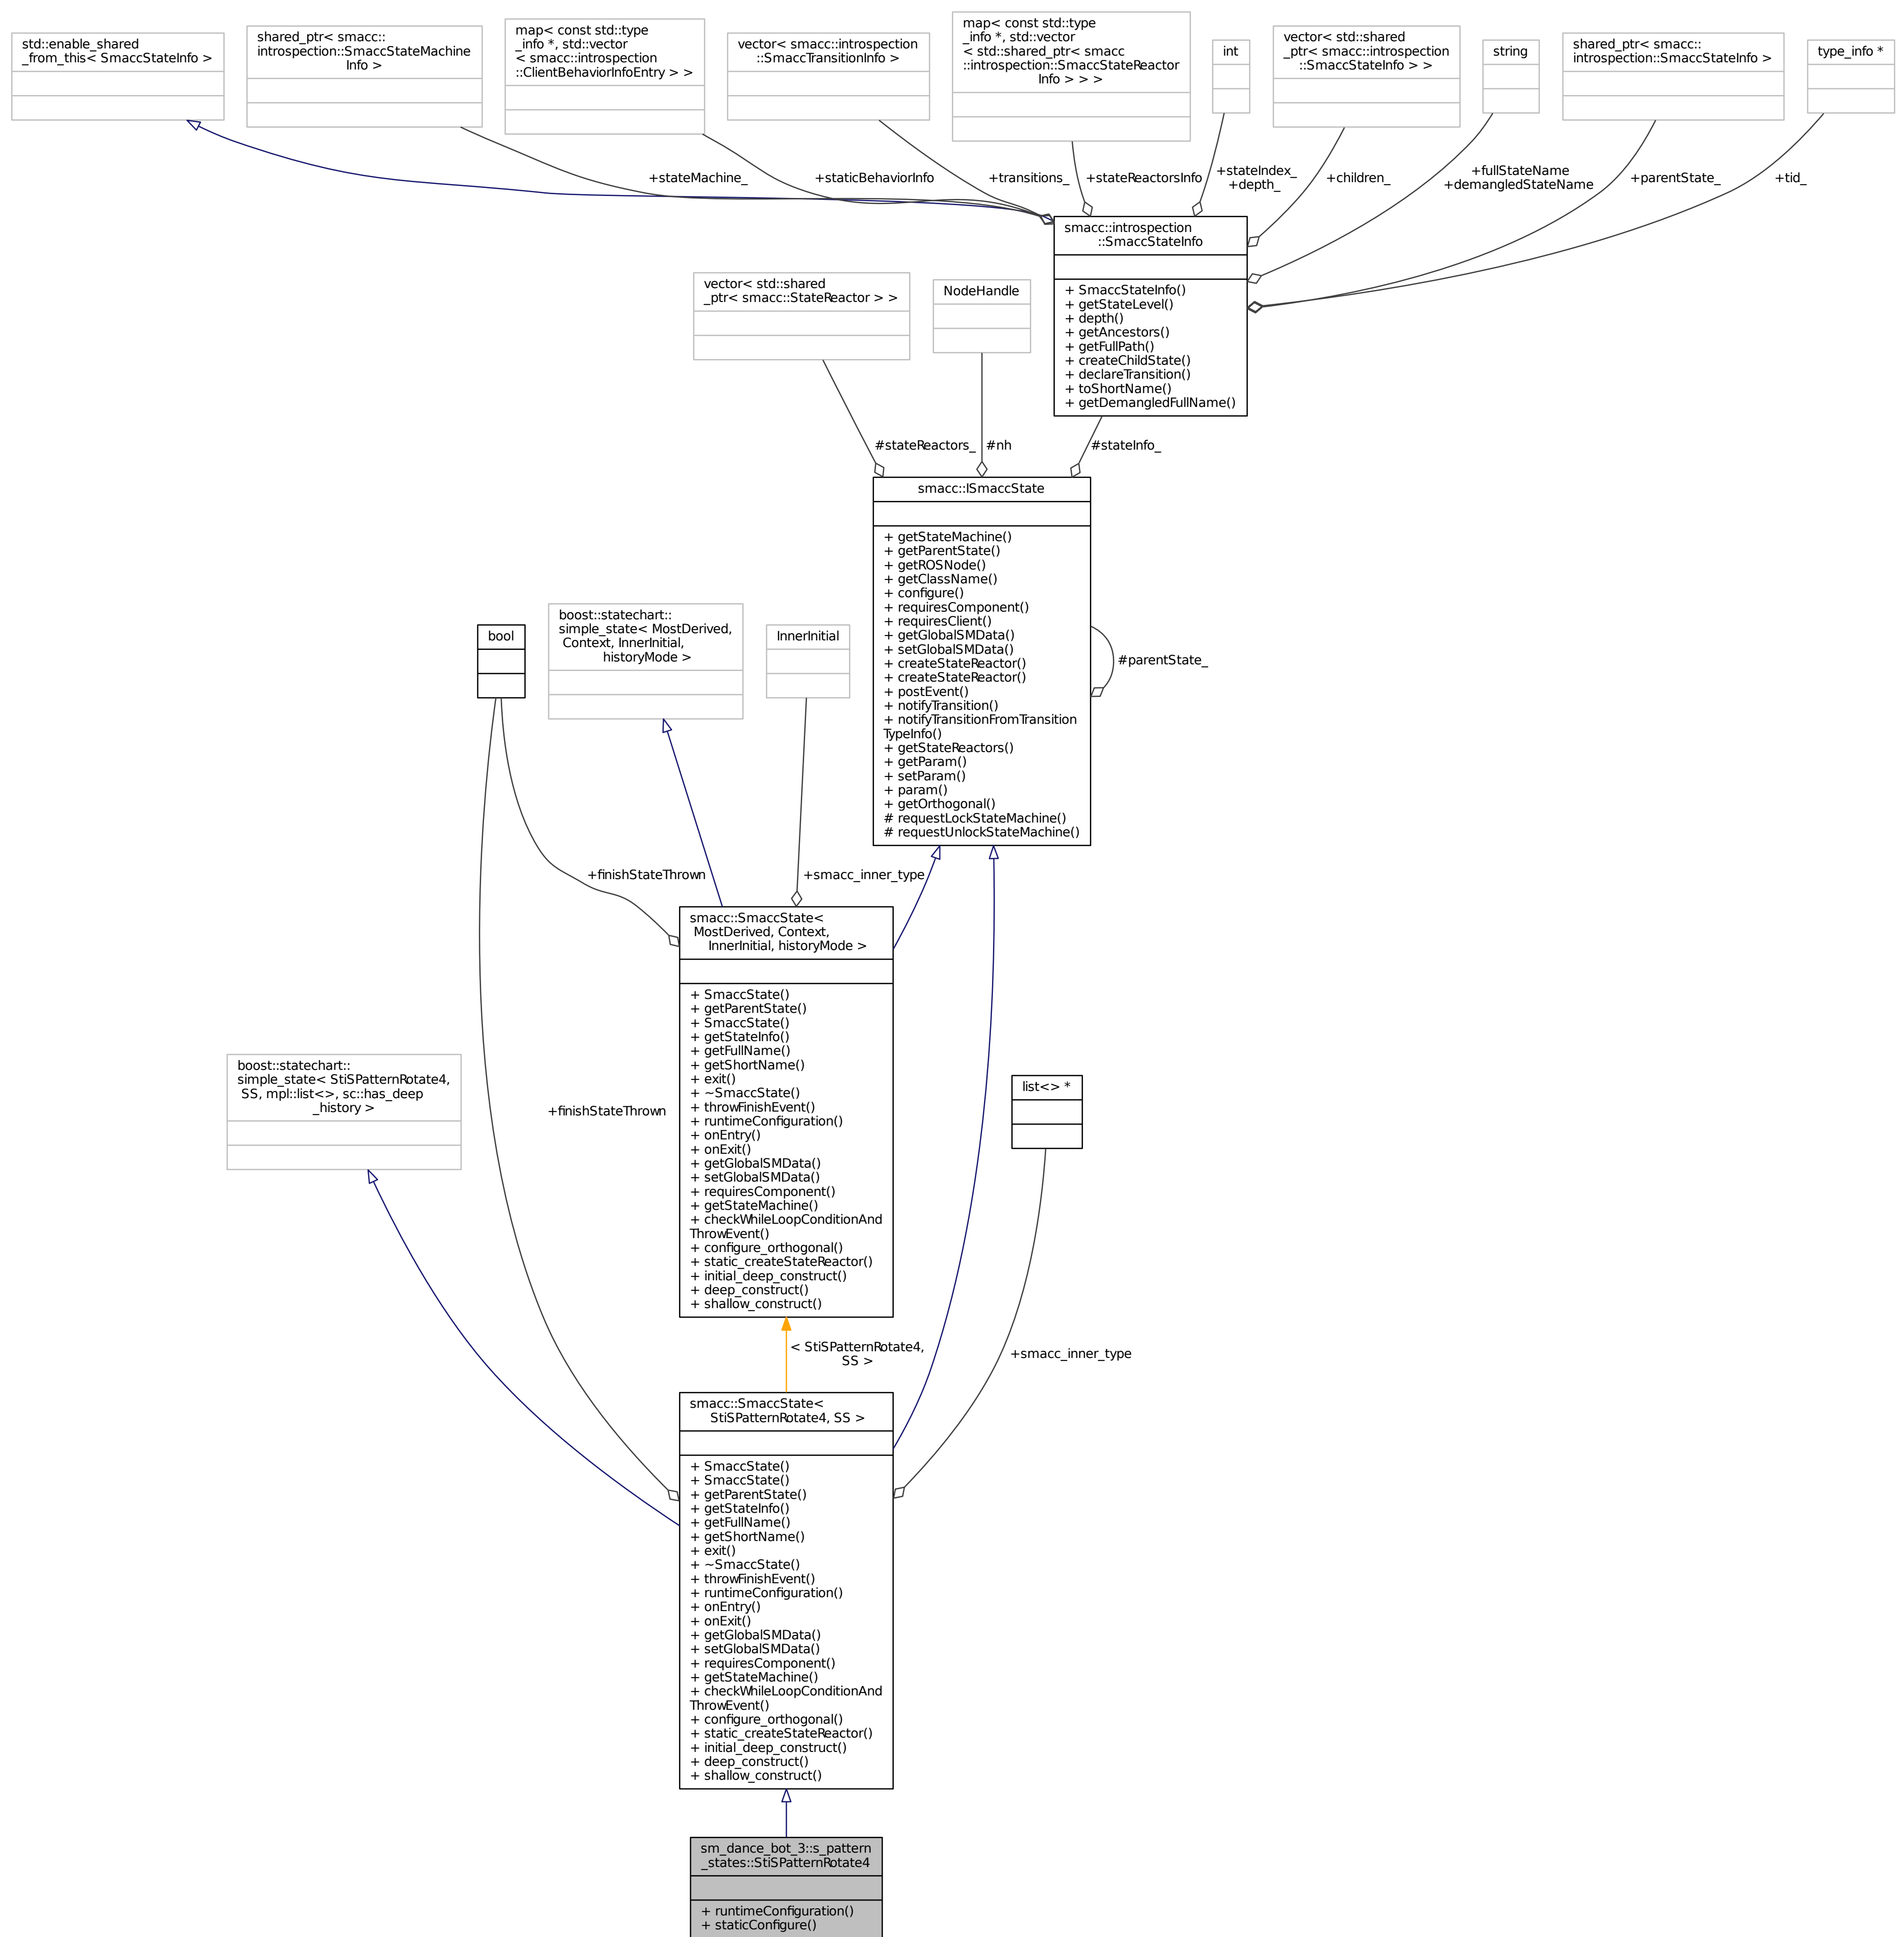 std::enable_shared
_from_this< SmaccStateInfo >
shared_ptr< smacc::
introspection::SmaccStateMachine
Info >
map< const std::type
_info *, std::vector
< smacc::introspection
::ClientBehaviorInfoEntry > >
vector< smacc::introspection
::SmaccTransitionInfo >
map< const std::type
_info *, std::vector
< std::shared_ptr< smacc
::introspection::SmaccStateReactor
Info > > >
int
vector< std::shared
_ptr< smacc::introspection
::SmaccStateInfo > >
string
shared_ptr< smacc::
introspection::SmaccStateInfo >
type_info *
+stateMachine_
+staticBehaviorInfo
+transitions_
+stateReactorsInfo
+stateIndex_
+depth_
+children_
+fullStateName
+demangledStateName
+parentState_
+tid_
smacc::introspection
::SmaccStateInfo
+ SmaccStateInfo()
+ getStateLevel()
+ depth()
+ getAncestors()
+ getFullPath()
+ createChildState()
+ declareTransition()
+ toShortName()
+ getDemangledFullName()
vector< std::shared
_ptr< smacc::StateReactor > >
NodeHandle
#stateReactors_
#nh
#stateInfo_
smacc::ISmaccState
+ getStateMachine()
+ getParentState()
+ getROSNode()
+ getClassName()
+ configure()
+ requiresComponent()
+ requiresClient()
+ getGlobalSMData()
+ setGlobalSMData()
+ createStateReactor()
+ createStateReactor()
+ postEvent()
+ notifyTransition()
+ notifyTransitionFromTransition
TypeInfo()
+ getStateReactors()
+ getParam()
+ setParam()
+ param()
+ getOrthogonal()
# requestLockStateMachine()
# requestUnlockStateMachine()
#parentState_
bool
boost::statechart::
simple_state< MostDerived,
Context, InnerInitial,
historyMode >
InnerInitial
+finishStateThrown
+smacc_inner_type
smacc::SmaccState<
MostDerived, Context,
InnerInitial, historyMode >
+ SmaccState()
+ getParentState()
+ SmaccState()
+ getStateInfo()
+ getFullName()
+ getShortName()
+ exit()
+ ~SmaccState()
+ throwFinishEvent()
+ runtimeConfiguration()
+ onEntry()
+ onExit()
+ getGlobalSMData()
+ setGlobalSMData()
+ requiresComponent()
+ getStateMachine()
+ checkWhileLoopConditionAnd
ThrowEvent()
+ configure_orthogonal()
+ static_createStateReactor()
+ initial_deep_construct()
+ deep_construct()
+ shallow_construct()
boost::statechart::
simple_state< StiSPatternRotate4,
SS, mpl::list<>, sc::has_deep
_history >
+finishStateThrown
list<> *
< StiSPatternRotate4,
SS >
+smacc_inner_type
smacc::SmaccState<
StiSPatternRotate4, SS >
+ SmaccState()
+ SmaccState()
+ getParentState()
+ getStateInfo()
+ getFullName()
+ getShortName()
+ exit()
+ ~SmaccState()
+ throwFinishEvent()
+ runtimeConfiguration()
+ onEntry()
+ onExit()
+ getGlobalSMData()
+ setGlobalSMData()
+ requiresComponent()
+ getStateMachine()
+ checkWhileLoopConditionAnd
ThrowEvent()
+ configure_orthogonal()
+ static_createStateReactor()
+ initial_deep_construct()
+ deep_construct()
+ shallow_construct()
sm_dance_bot_3::s_pattern
_states::StiSPatternRotate4
+ runtimeConfiguration()
+ staticConfigure()